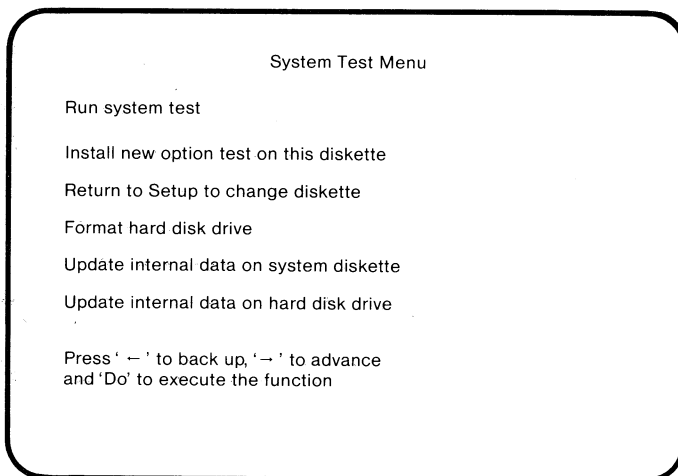 System Test Menu
Run system test
Install new option test on this diskette
Return to Setup to change diskette
Format hard disk drive
Update internal data on system diskette
Update internal data on hard disk drive
Press ‘ ← ’ to back up, ‘→ ’ to advance
and ‘Do’ to execute the function